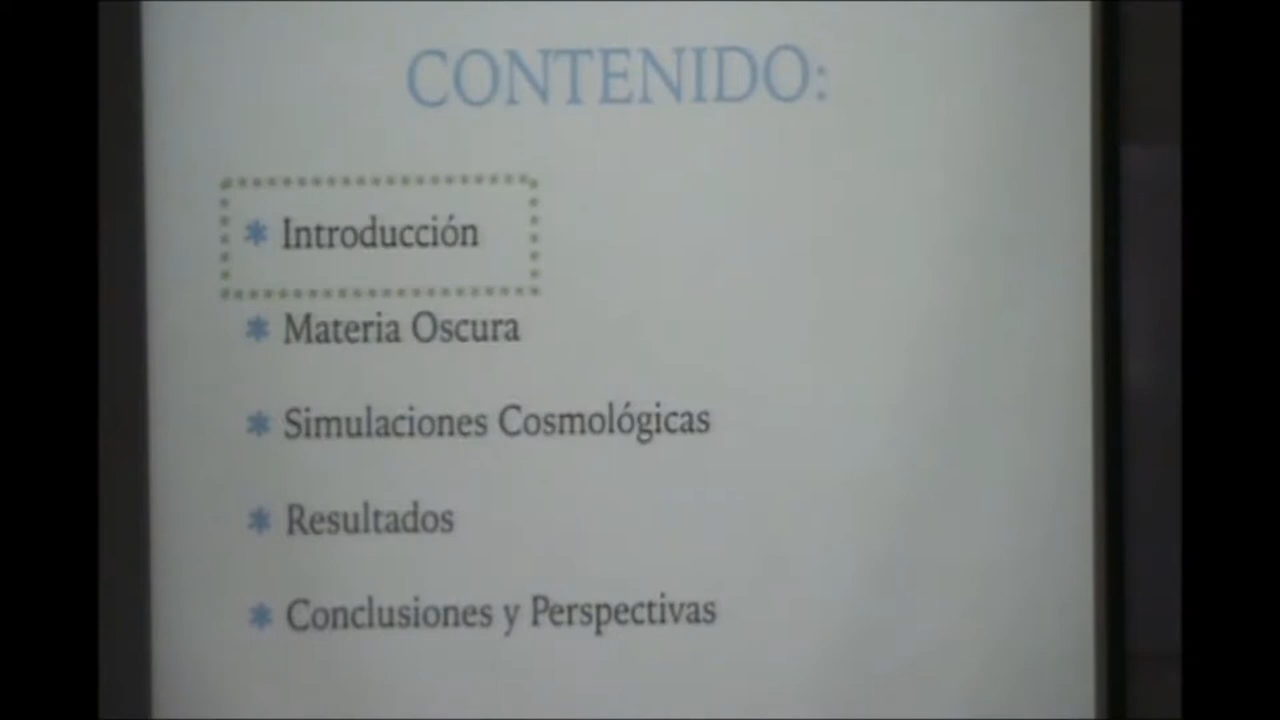 CONTENIDO:
* Introducción
* Materia Oscura
* Simulaciones Cosmológicas
* Resultados
* Conclusiones y Perspectivas